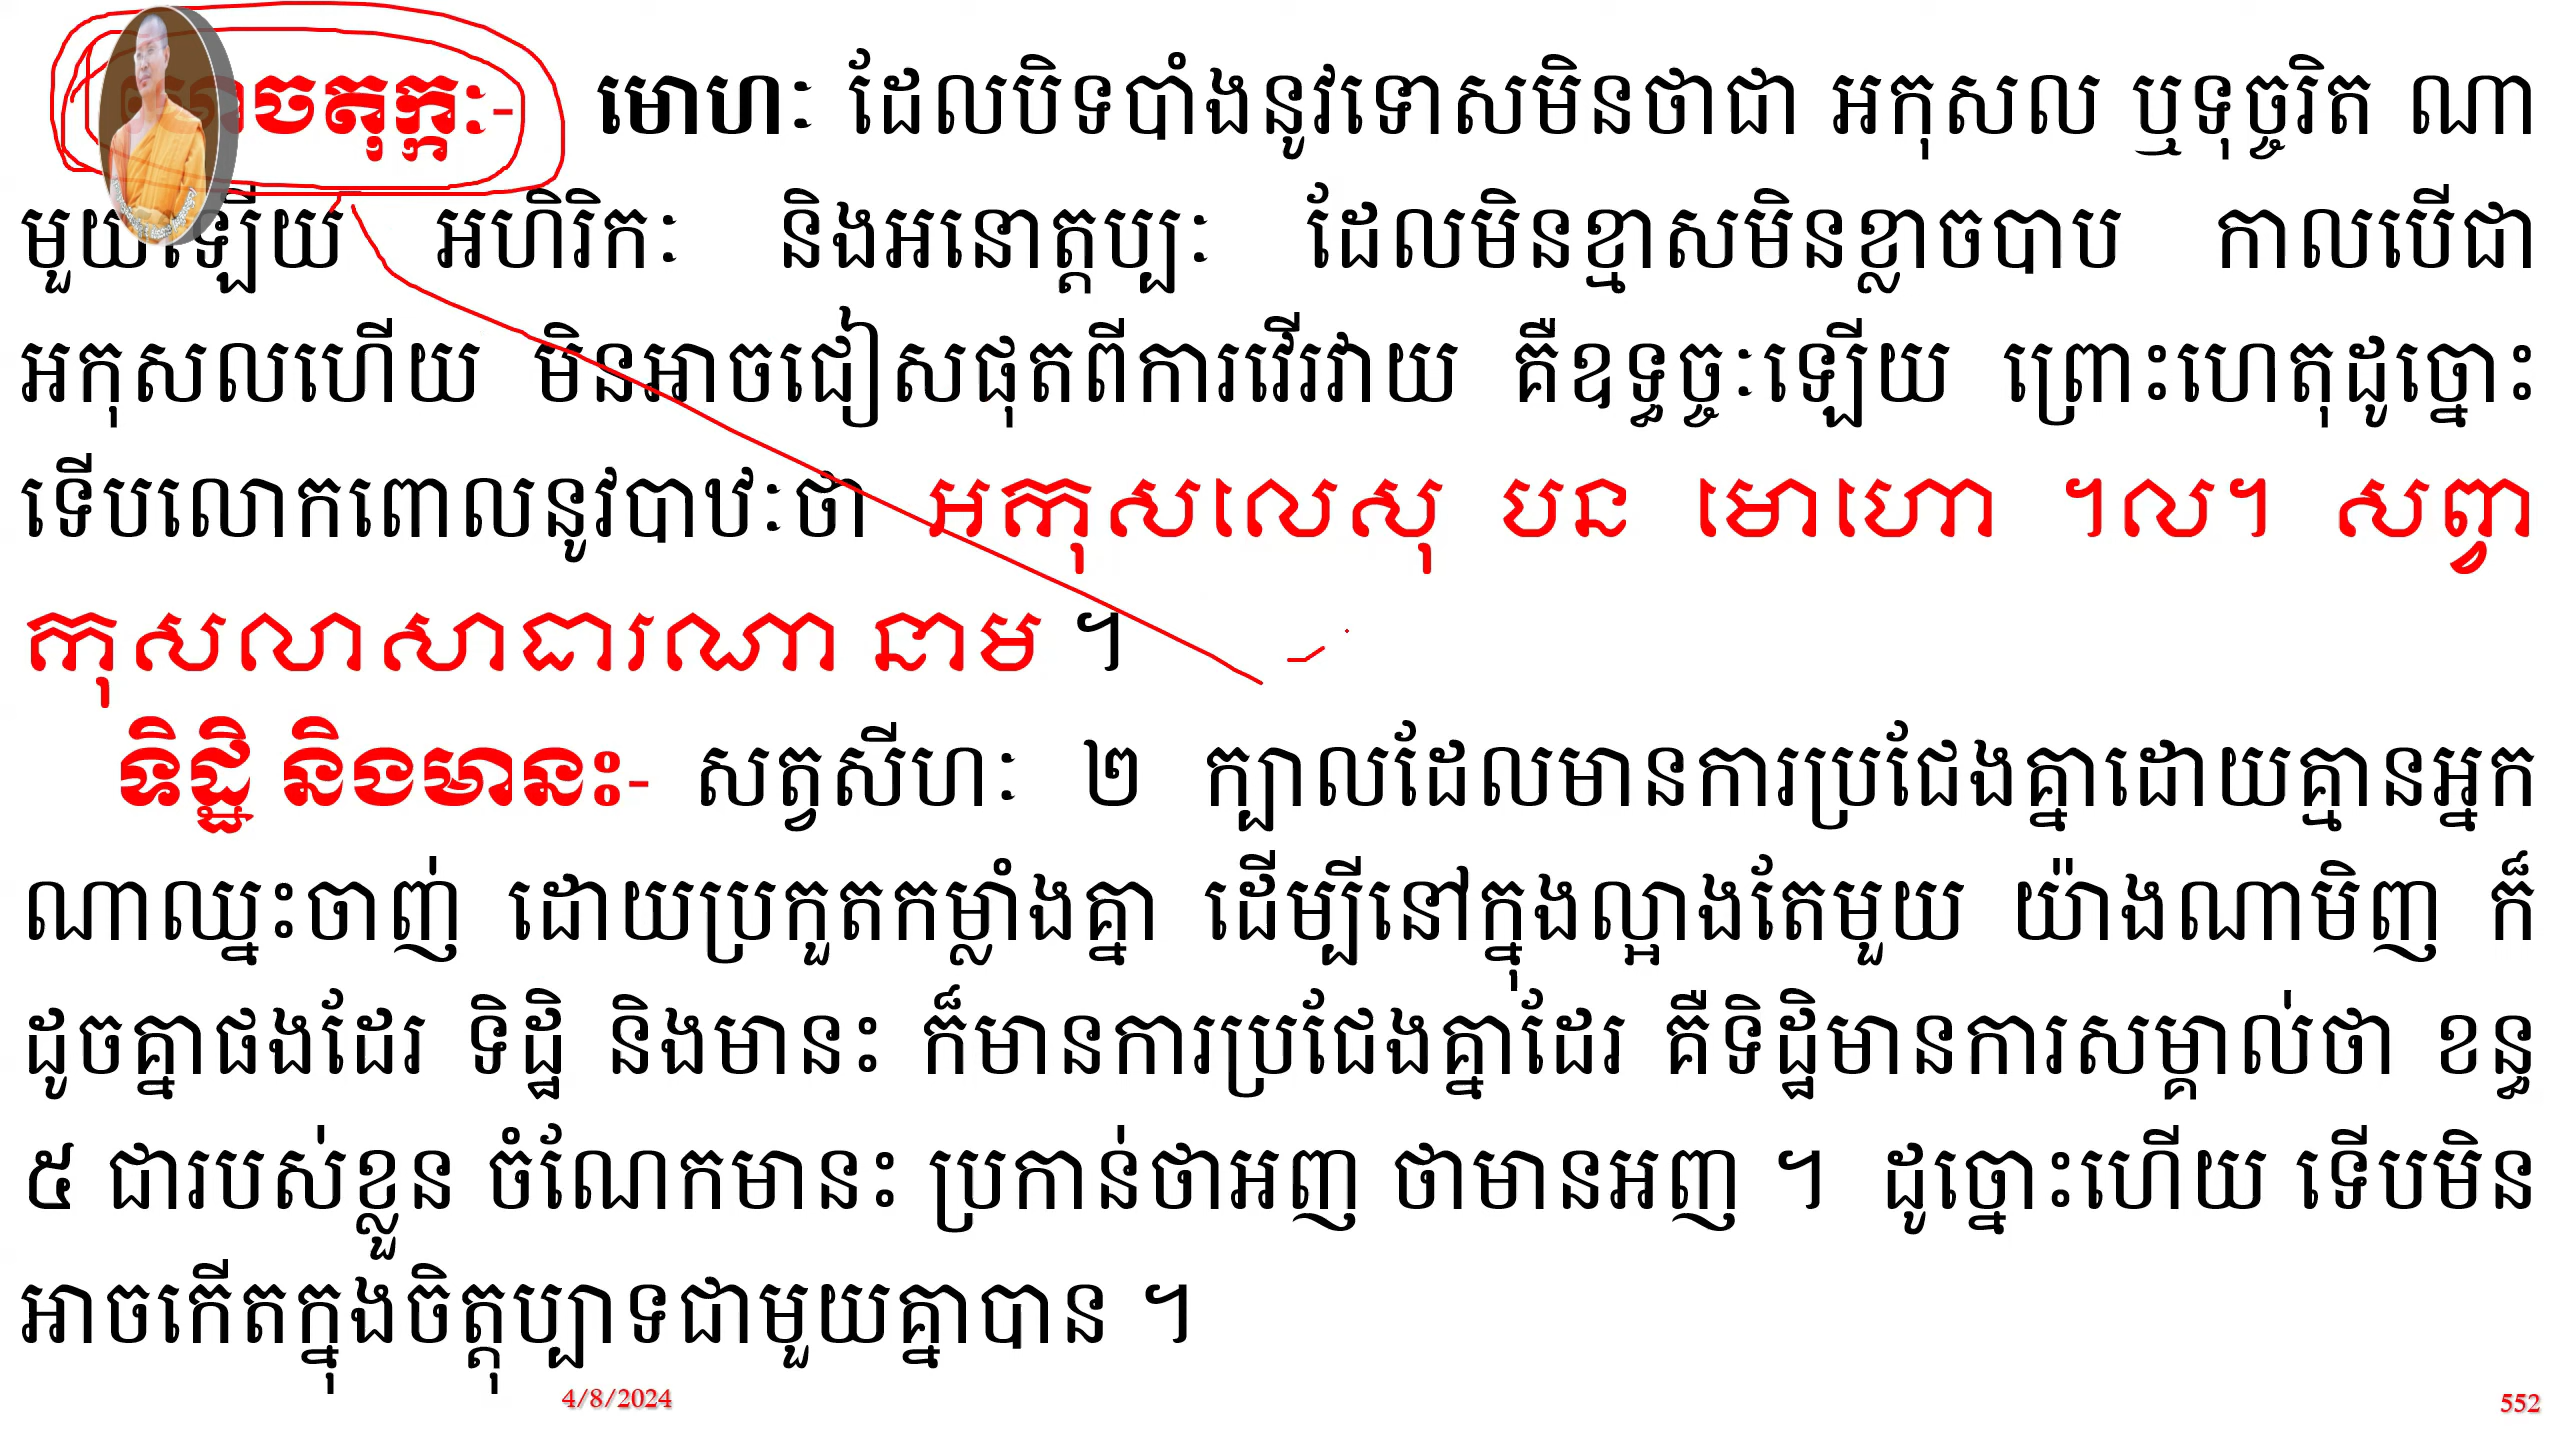 ចតុក្កៈ- មោហៈ ដែលបិទបាំងនូវទោសមិនថាជា អកុសល ឬទុច្ចរិត ណា
មួយឡើយ អហិរិកៈ និងអនោត្តប្បៈ ដែលមិនខ្មាសមិនខ្លាចបាប កាលបើជា
អកុសលហើយ មិនអាចជៀសផុតពីការរវើរវាយ គឺឧទ្ធច្ចៈឡើយ ព្រោះហេតុដូច្នោះ
ទើបលោកពោលនូវបាឋៈថា អកុសលេសុ បន មោហោ ។ល។ សព្វា
កុសលាសាធារណា នាម ។
ទិដ្ឋិ និងមានះ- សត្វសីហៈ ២ ក្បាលដែលមានការប្រជែងគ្នាដោយគ្មានអ្នក
ណាឈ្នះចាញ់ ដោយប្រកួតកម្លាំងគ្នា ដើម្បីនៅក្នុងល្អាងតែមួយ យ៉ាងណាមិញ ក៏
ដូចគ្នាផងដែរ ទិដ្ឋិ និងមានះ ក៏មានការប្រជែងគ្នាដែរ គឺទិដ្ឋិមានការសម្គាល់ថា ខន្ធ
៥ ជារបស់ខ្លួន ចំណែកមានះ ប្រកាន់ថាអញ ថាមានអញ ។ ដូច្នោះហើយ ទើបមិន
អាចកើតក្នុងចិត្តុប្បាទជាមួយគ្នាបាន ។
4/8/2024
552